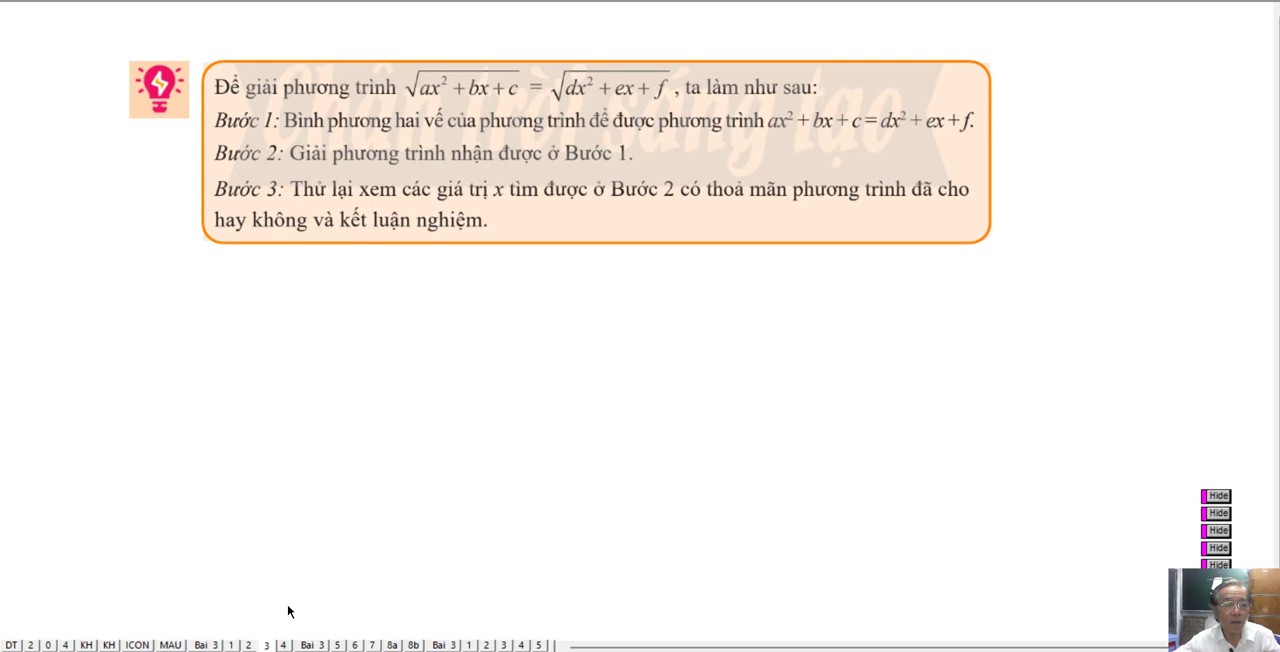 Để giải phương trình √(ax² + bx + c) = √(dx² + ex + f), ta làm như sau:
Bước 1: Bình phương hai vế của phương trình để được phương trình ax² + bx + c = dx² + ex + f.
Bước 2: Giải phương trình nhận được ở Bước 1.
Bước 3: Thử lại xem các giá trị x tìm được ở Bước 2 có thoả mãn phương trình đã cho
hay không và kết luận nghiệm.
Chân trời sáng tạo
Hide
Hide
Hide
Hide
Hide
DT | 2 | 0 | 4 | KH | KH | ICON | MAU | Bai 3 | 1 | 2 | 3 | 4 | Bai 3 | 5 | 6 | 7 | 8a | 8b | Bai 3 | 1 | 2 | 3 | 4 | 5 |